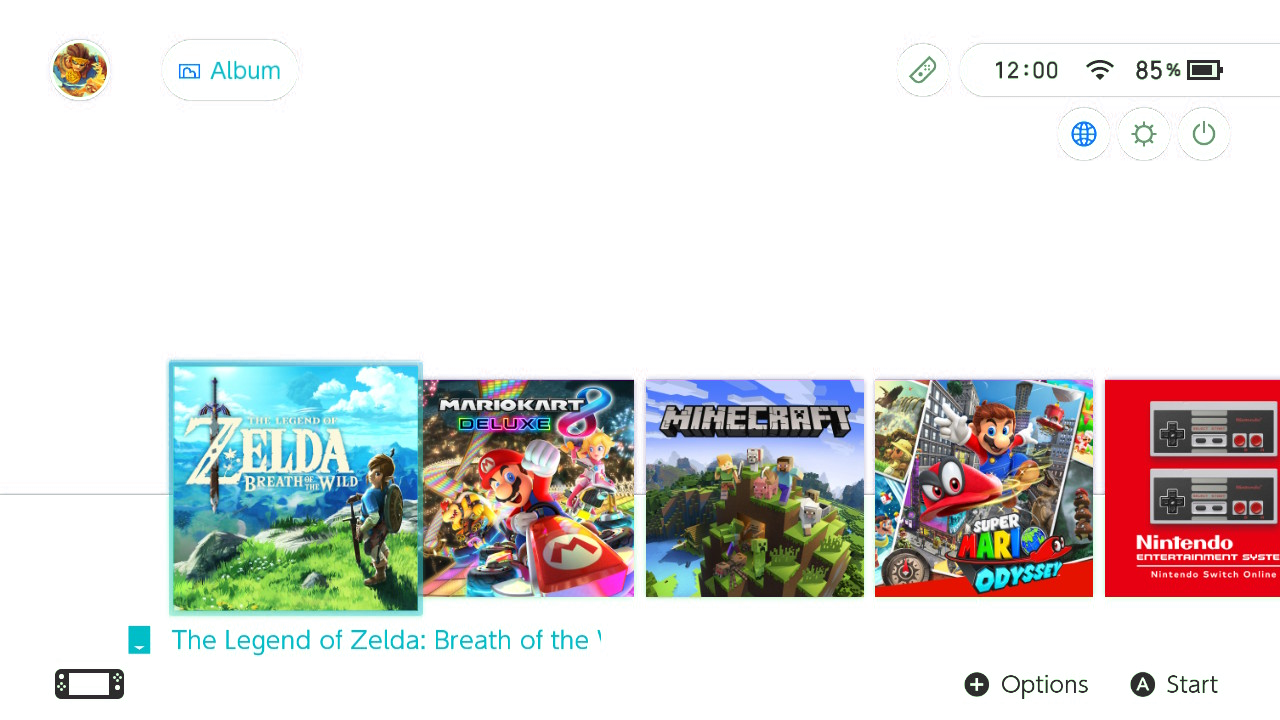 Album
12:00
85%
THE LEGEND OF
ZELDA
BREATH OF THE WILD
MARIOKART 8
DELUXE
MINECRAFT
SUPER
MARIO
ODYSSEY
Nintendo
ENTERTAINMENT SYSTE
Nintendo Switch Online
The Legend of Zelda: Breath of the
Options
A Start